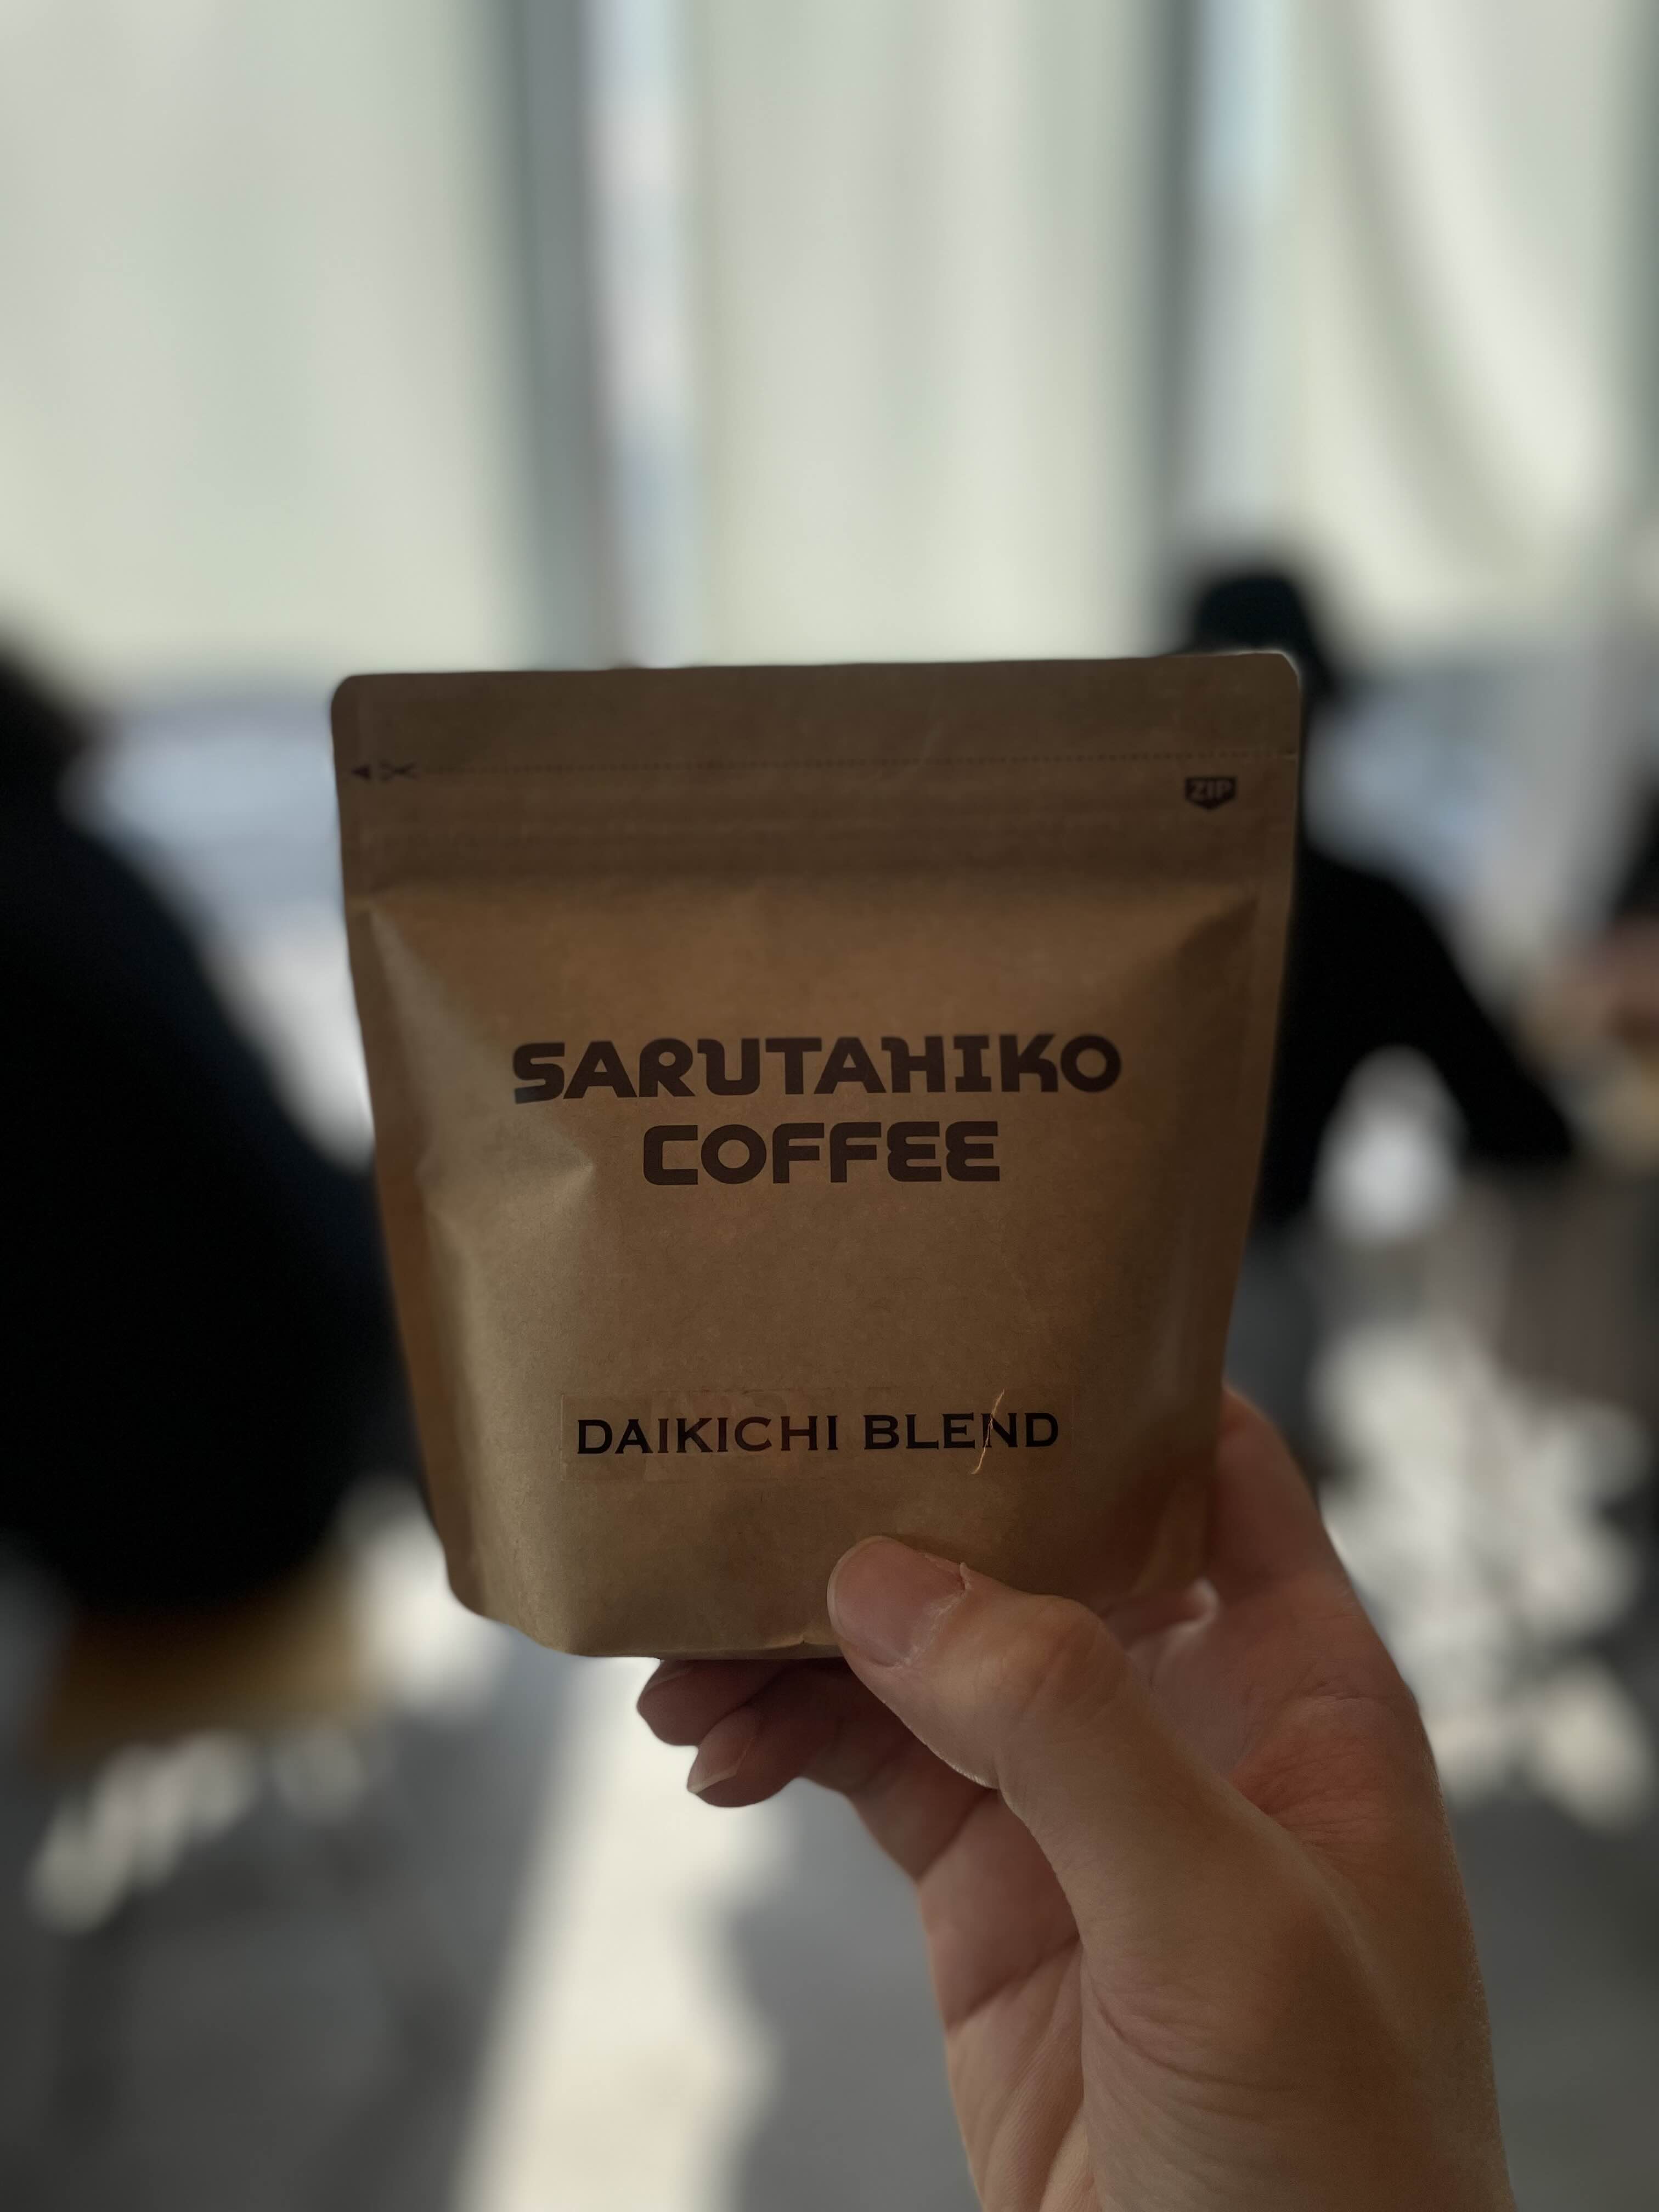 ZIP
SARUTAHIKO
COFFEE
DAIKICHI BLEND